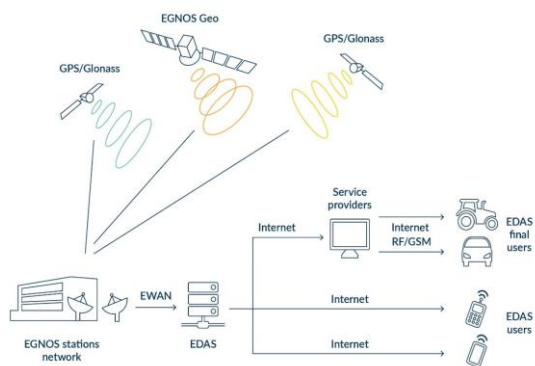 EGNOS Geo
GPS/Glonass
GPS/Glonass
Service
providers
Internet
Internet
RF/GSM
EDAS
final
users
EWAN
Internet
EDAS
users
EGNOS stations
network
EDAS
Internet